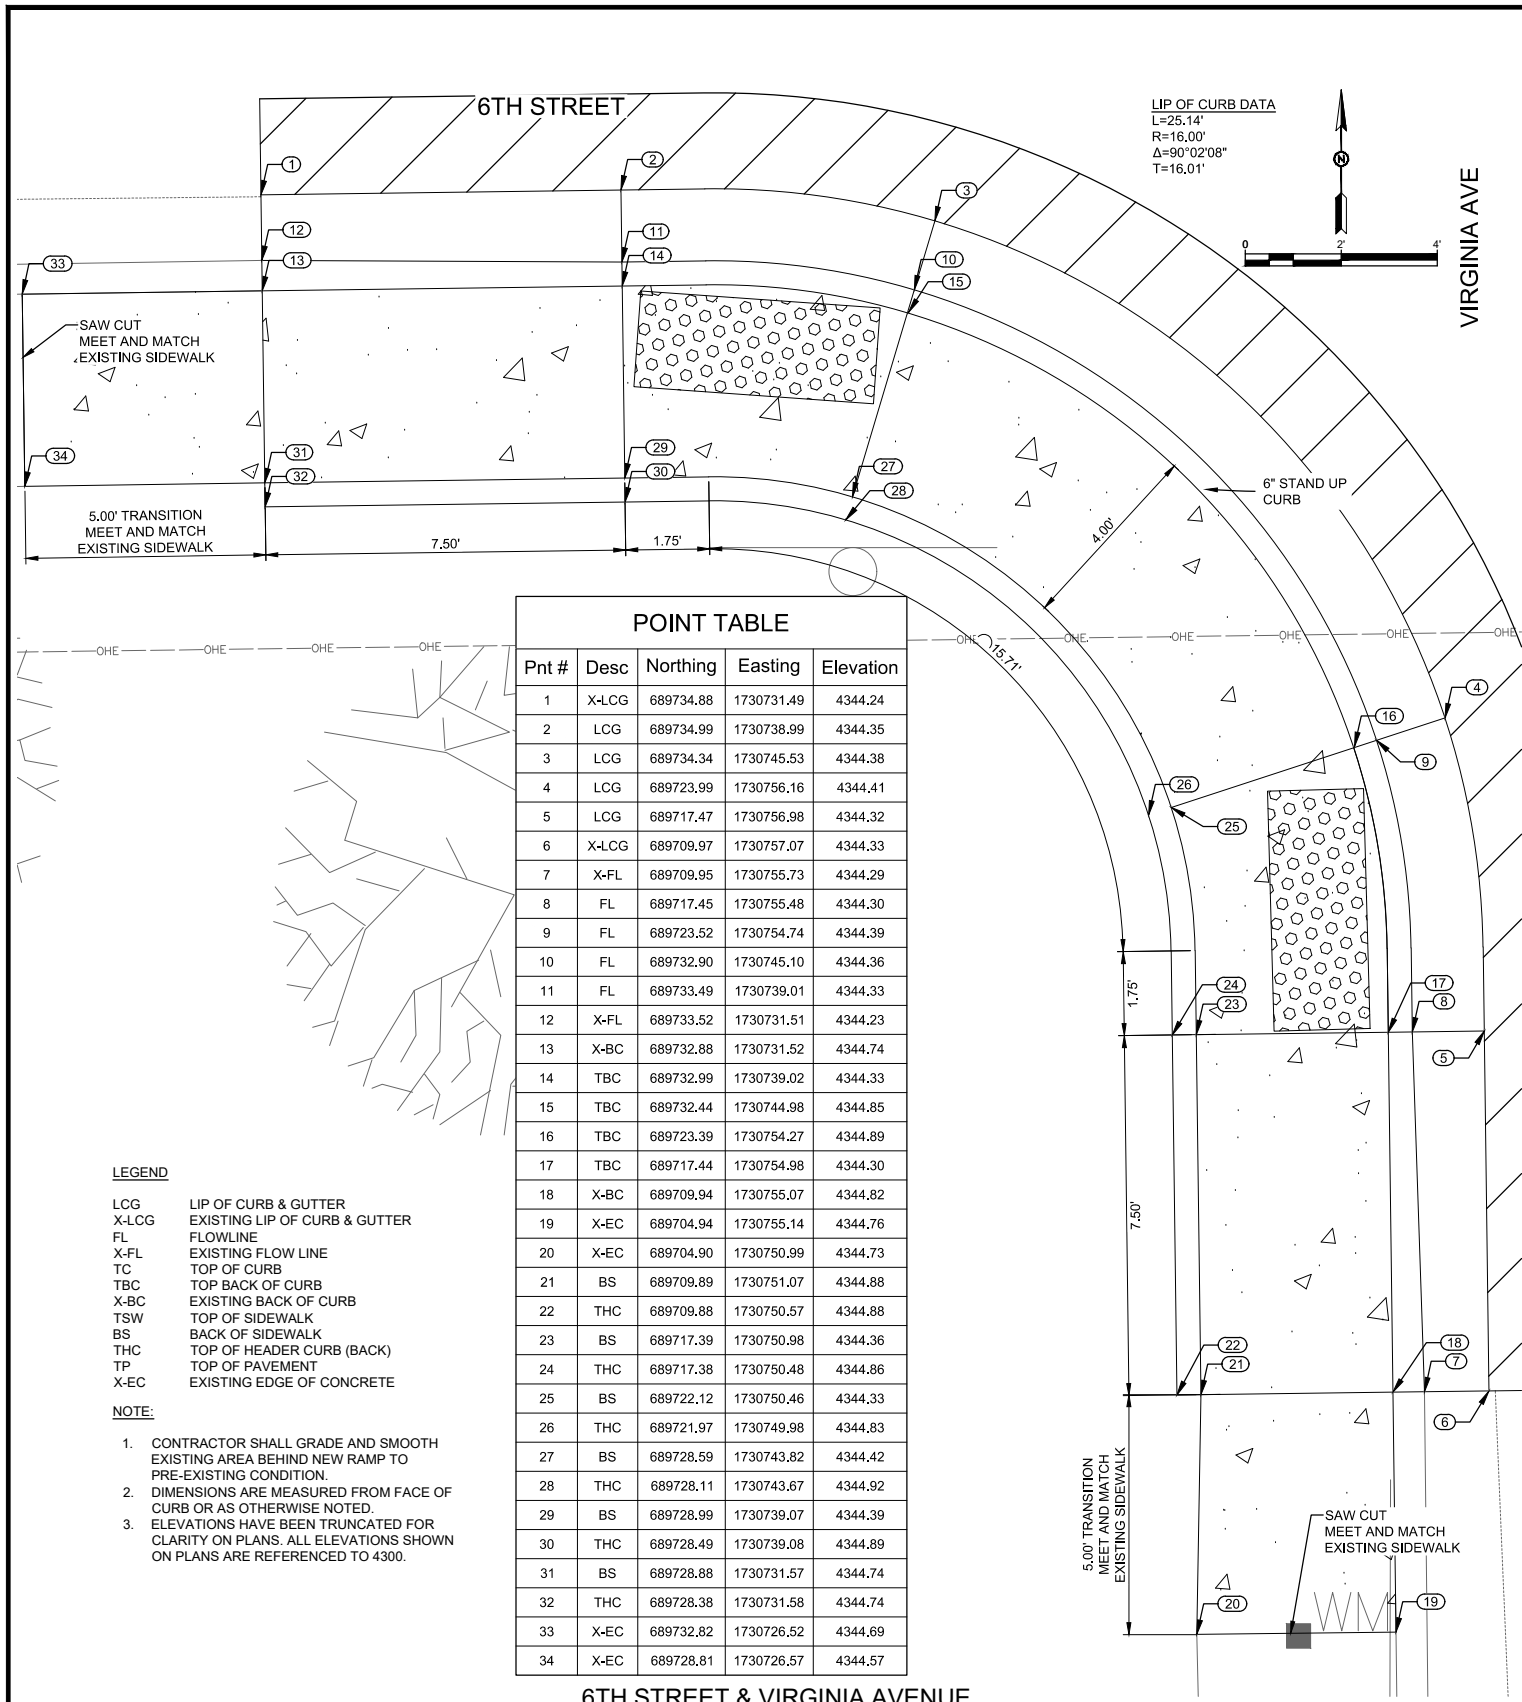 6TH STREET
LIP OF CURB DATA
L=25.14'
R=16.00'
Δ=90°02'08"
T=16.01'
N
0 2' 4'
VIRGINIA AVE
1
2
3
12
11
13
14
10
15
33
SAW CUT
MEET AND MATCH
EXISTING SIDEWALK
34
31
32
29
30
27
28
6" STAND UP
CURB
4.00'
5.00' TRANSITION
MEET AND MATCH
EXISTING SIDEWALK
7.50'
1.75'
15.71'
OHE OHE OHE OHE OHE OHE OHE OHE OHE OHE
4
16
9
26
25
24
23
17
8
5
1.75'
7.50'
22
21
18
7
6
5.00' TRANSITION
MEET AND MATCH
EXISTING SIDEWALK
SAW CUT
MEET AND MATCH
EXISTING SIDEWALK
WM
20
19
POINT TABLE
Pnt # Desc Northing Easting Elevation
1 X-LCG 689734.88 1730731.49 4344.24
2 LCG 689734.99 1730738.99 4344.35
3 LCG 689734.34 1730745.53 4344.38
4 LCG 689723.99 1730756.16 4344.41
5 LCG 689717.47 1730756.98 4344.32
6 X-LCG 689709.97 1730757.07 4344.33
7 X-FL 689709.95 1730755.73 4344.29
8 FL 689717.45 1730755.48 4344.30
9 FL 689723.52 1730754.74 4344.39
10 FL 689732.90 1730745.10 4344.36
11 FL 689733.49 1730739.01 4344.33
12 X-FL 689733.52 1730731.51 4344.23
13 X-BC 689732.88 1730731.52 4344.74
14 TBC 689732.99 1730739.02 4344.33
15 TBC 689732.44 1730744.98 4344.85
16 TBC 689723.39 1730754.27 4344.89
17 TBC 689717.44 1730754.98 4344.30
18 X-BC 689709.94 1730755.07 4344.82
19 X-EC 689704.94 1730755.14 4344.76
20 X-EC 689704.90 1730750.99 4344.73
21 BS 689709.89 1730751.07 4344.88
22 THC 689709.88 1730750.57 4344.88
23 BS 689717.39 1730750.98 4344.36
24 THC 689717.38 1730750.48 4344.86
25 BS 689722.12 1730750.46 4344.33
26 THC 689721.97 1730749.98 4344.83
27 BS 689728.59 1730743.82 4344.42
28 THC 689728.11 1730743.67 4344.92
29 BS 689728.99 1730739.07 4344.39
30 THC 689728.49 1730739.08 4344.89
31 BS 689728.88 1730731.57 4344.74
32 THC 689728.38 1730731.58 4344.74
33 X-EC 689732.82 1730726.52 4344.69
34 X-EC 689728.81 1730726.57 4344.57
LEGEND
LCG LIP OF CURB & GUTTER
X-LCG EXISTING LIP OF CURB & GUTTER
FL FLOWLINE
X-FL EXISTING FLOW LINE
TC TOP OF CURB
TBC TOP BACK OF CURB
X-BC EXISTING BACK OF CURB
TSW TOP OF SIDEWALK
BS BACK OF SIDEWALK
THC TOP OF HEADER CURB (BACK)
TP TOP OF PAVEMENT
X-EC EXISTING EDGE OF CONCRETE
NOTE:
1. CONTRACTOR SHALL GRADE AND SMOOTH
EXISTING AREA BEHIND NEW RAMP TO
PRE-EXISTING CONDITION.
2. DIMENSIONS ARE MEASURED FROM FACE OF
CURB OR AS OTHERWISE NOTED.
3. ELEVATIONS HAVE BEEN TRUNCATED FOR
CLARITY ON PLANS. ALL ELEVATIONS SHOWN
ON PLANS ARE REFERENCED TO 4300.
6TH STREET & VIRGINIA AVENUE